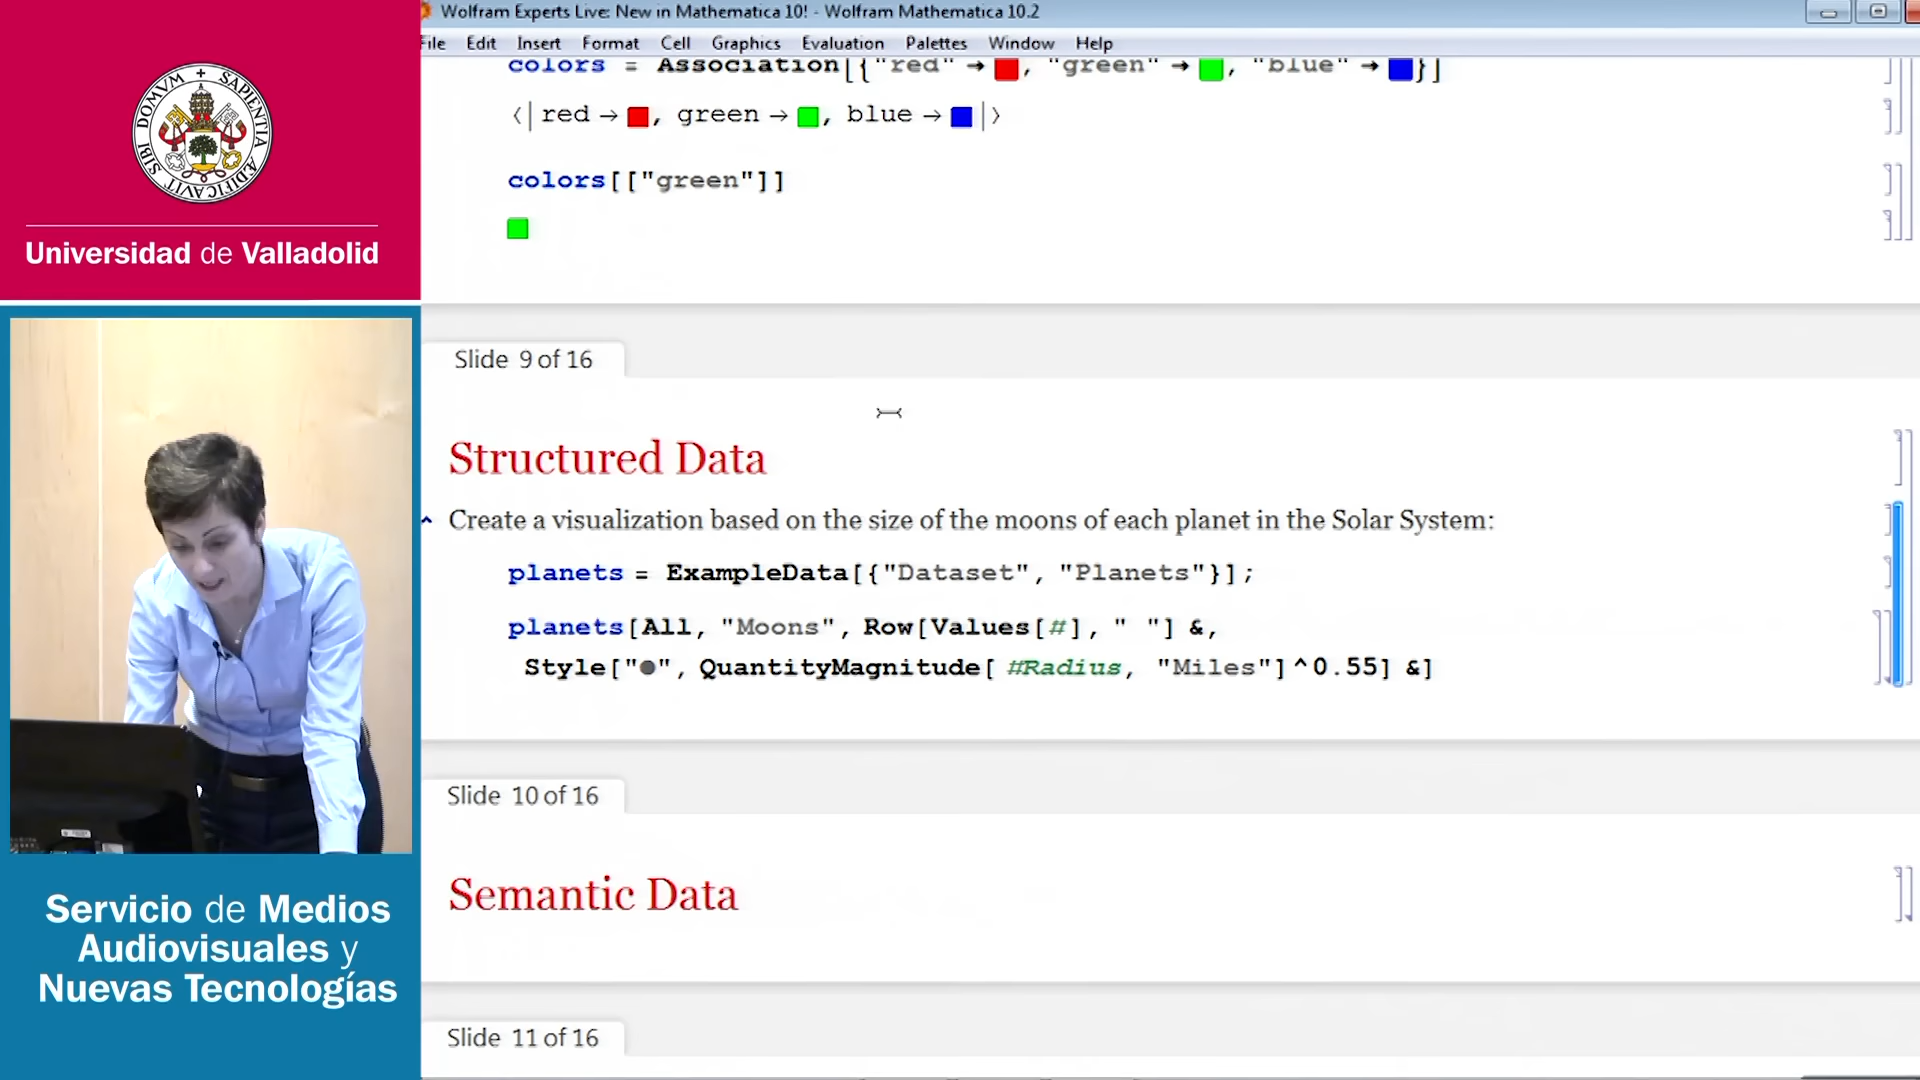 Wolfram Experts Live: New in Mathematica 10! - Wolfram Mathematica 10.2
File Edit Insert Format Cell Graphics Evaluation Palettes Window Help
colors = Association[{"red" → , "green" → , "blue" → }]
⟨| red → , green → , blue → |⟩
colors[["green"]]
SIBI DOMVM SAPIENTIA ÆDIFICAVIT
Universidad de Valladolid
Slide 9 of 16
Structured Data
Create a visualization based on the size of the moons of each planet in the Solar System:
planets = ExampleData[{"Dataset", "Planets"}];
planets[All, "Moons", Row[Values[#], " "] &,
Style["●", QuantityMagnitude[ #Radius, "Miles"]^0.55] &]
Slide 10 of 16
Semantic Data
Slide 11 of 16
Servicio de Medios
Audiovisuales y
Nuevas Tecnologías